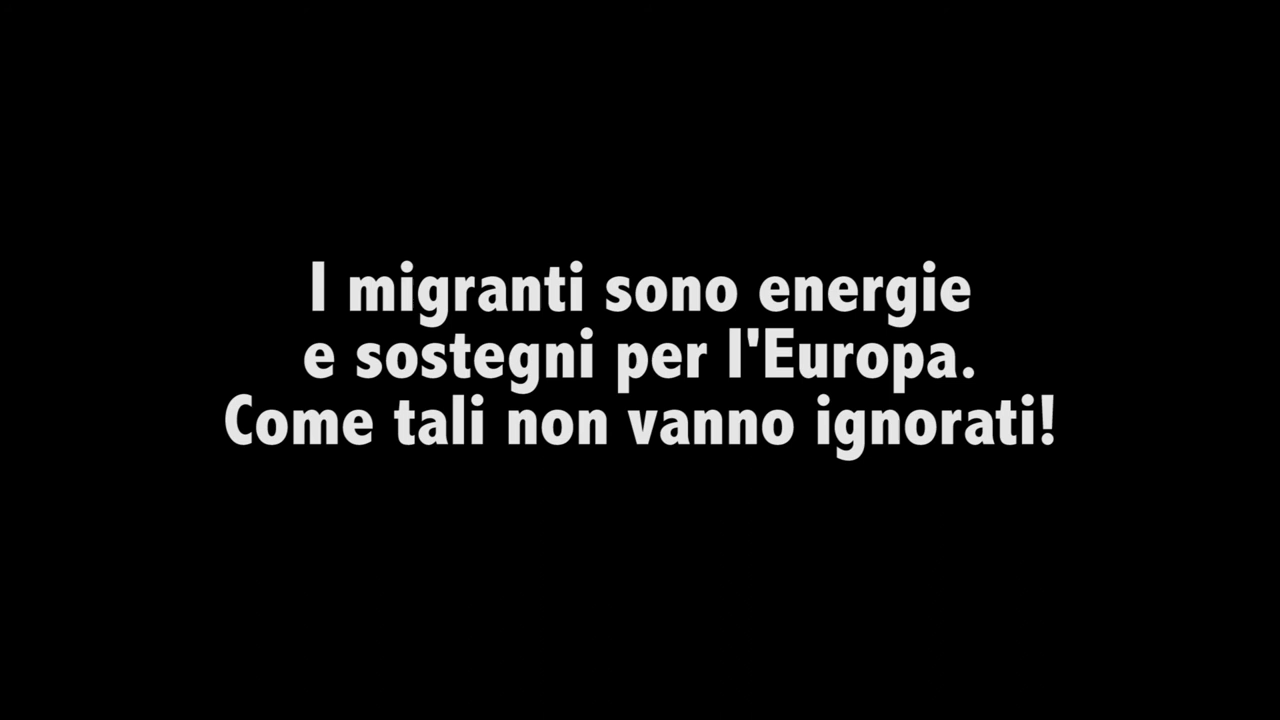 I migranti sono energie
e sostegni per l'Europa.
Come tali non vanno ignorati!